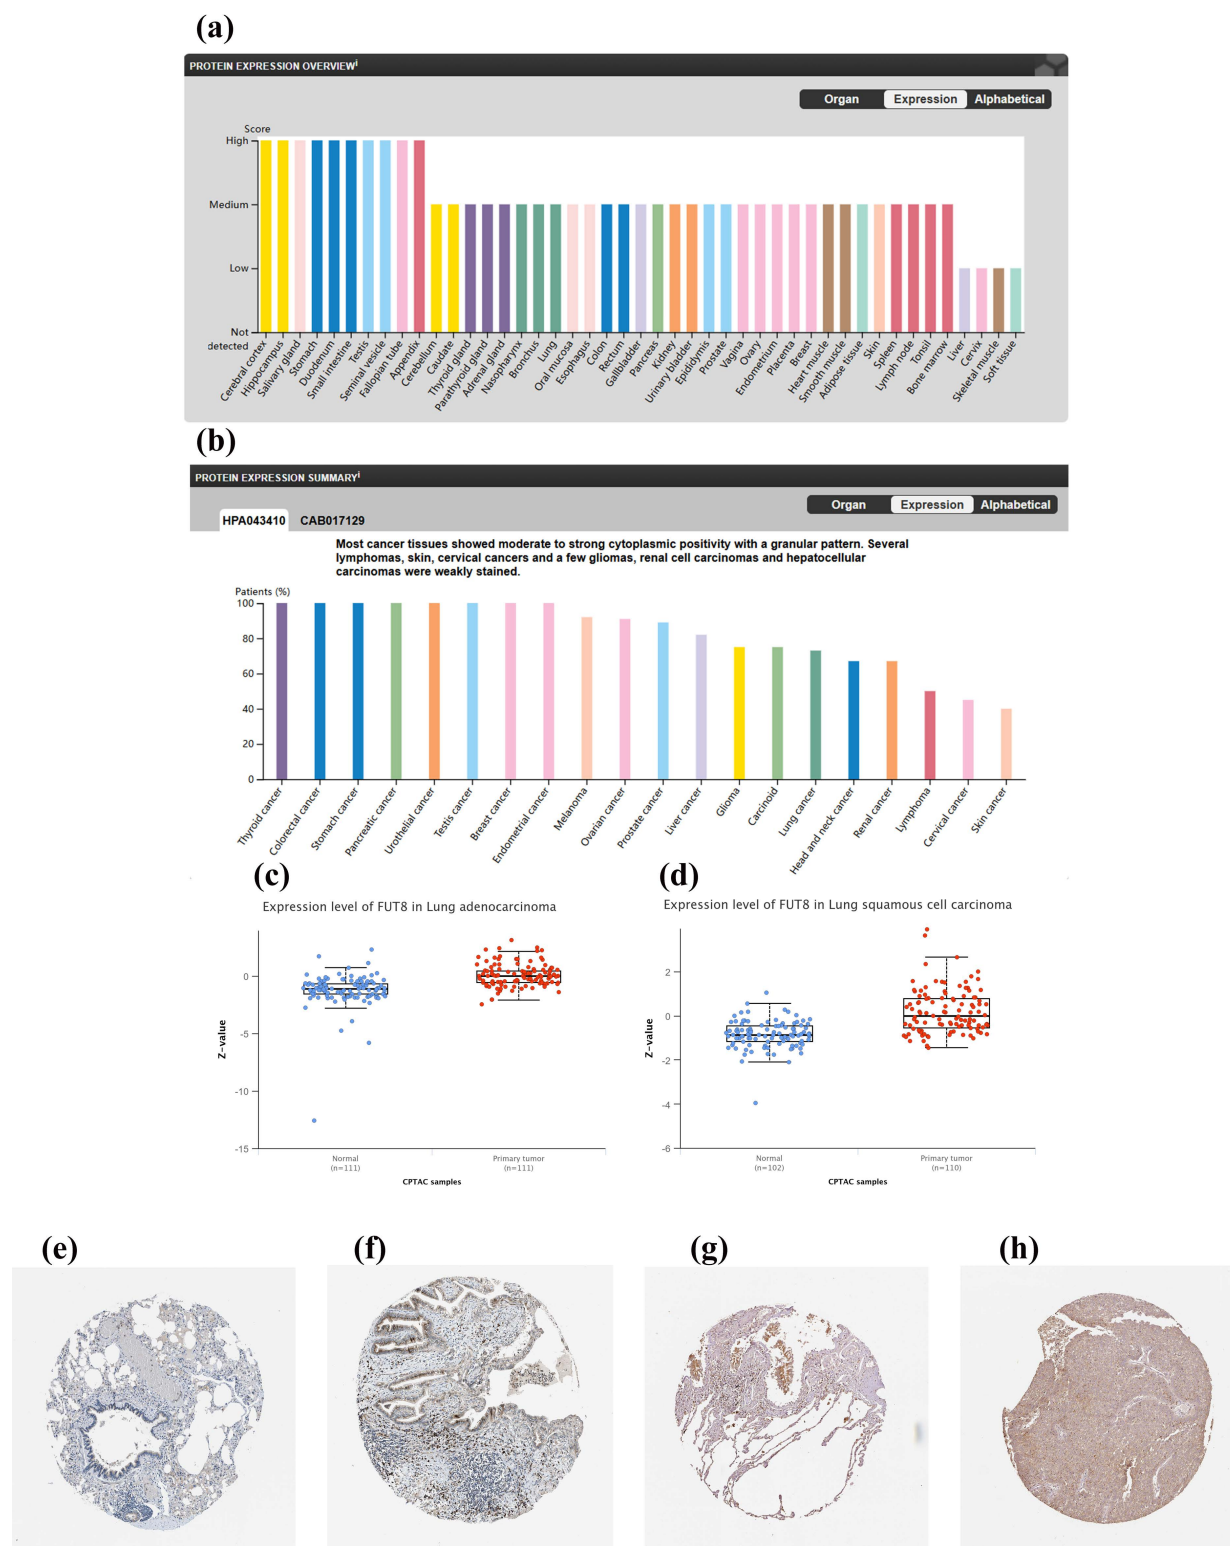 (a)
PROTEIN EXPRESSION OVERVIEWⁱ
Organ Expression Alphabetical
Score
High
Medium
Low
Not
detected
Cerebral cortex
Hippocampus
Salivary gland
Stomach
Duodenum
Small intestine
Testis
Seminal vesicle
Fallopian tube
Appendix
Cerebellum
Caudate
Thyroid gland
Parathyroid gland
Adrenal gland
Nasopharynx
Bronchus
Lung
Oral mucosa
Esophagus
Colon
Rectum
Gallbladder
Pancreas
Kidney
Urinary bladder
Epididymis
Prostate
Vagina
Ovary
Endometrium
Placenta
Breast
Heart muscle
Smooth muscle
Adipose tissue
Skin
Spleen
Lymph node
Tonsil
Bone marrow
Liver
Cervix
Skeletal muscle
Soft tissue
(b)
PROTEIN EXPRESSION SUMMARYⁱ
Organ Expression Alphabetical
HPA043410 CAB017129
Most cancer tissues showed moderate to strong cytoplasmic positivity with a granular pattern. Several
lymphomas, skin, cervical cancers and a few gliomas, renal cell carcinomas and hepatocellular
carcinomas were weakly stained.
Patients (%)
100
80
60
40
20
0
Thyroid cancer
Colorectal cancer
Stomach cancer
Pancreatic cancer
Urothelial cancer
Testis cancer
Breast cancer
Endometrial cancer
Melanoma
Ovarian cancer
Prostate cancer
Liver cancer
Glioma
Carcinoid
Lung cancer
Head and neck cancer
Renal cancer
Lymphoma
Cervical cancer
Skin cancer
(c)
Expression level of FUT8 in Lung adenocarcinoma
Z-value
0
-5
-10
-15
Normal
(n=111)
Primary tumor
(n=111)
CPTAC samples
(d)
Expression level of FUT8 in Lung squamous cell carcinoma
Z-value
2
0
-2
-4
-6
Normal
(n=102)
Primary tumor
(n=110)
CPTAC samples
(e)
(f)
(g)
(h)